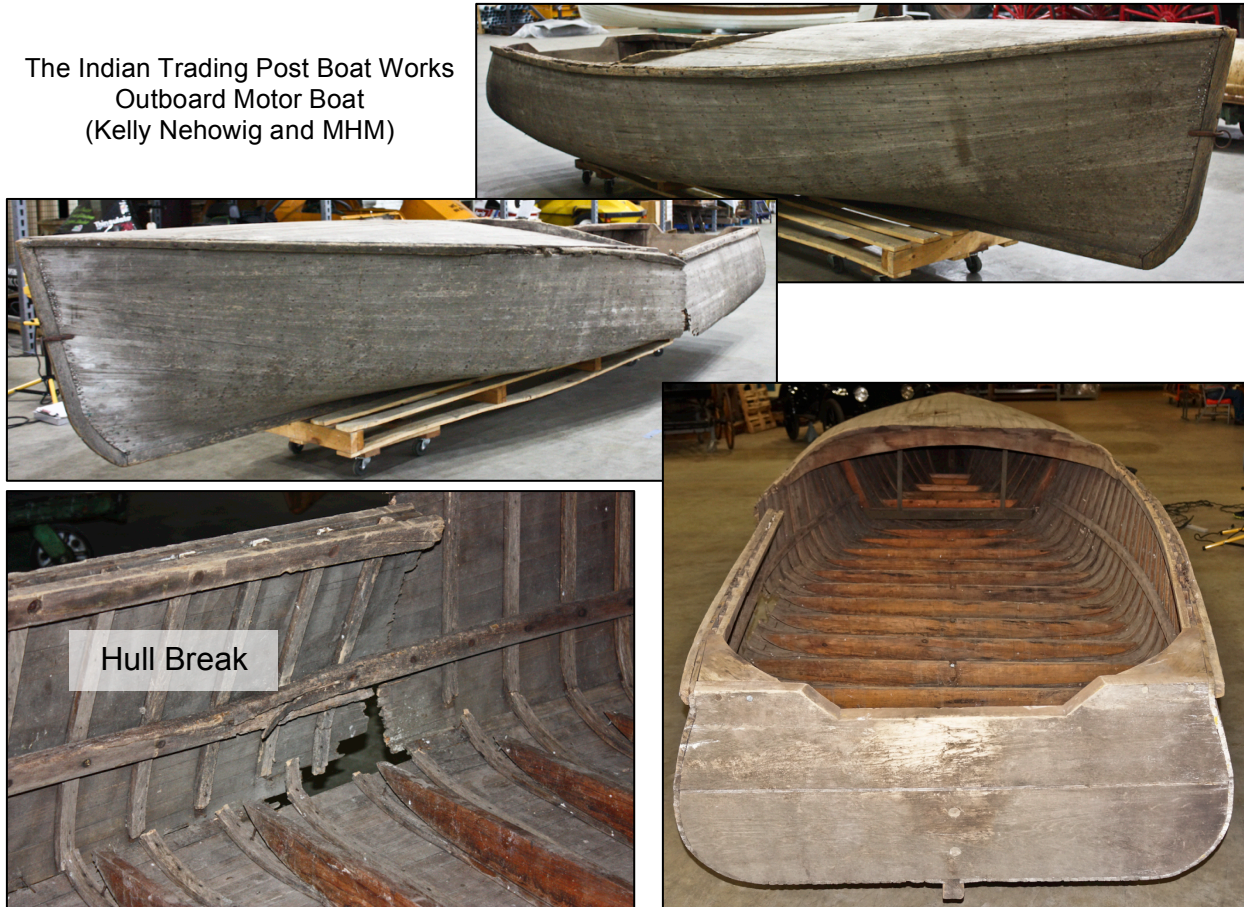 The Indian Trading Post Boat Works
Outboard Motor Boat
(Kelly Nehowig and MHM)
Hull Break